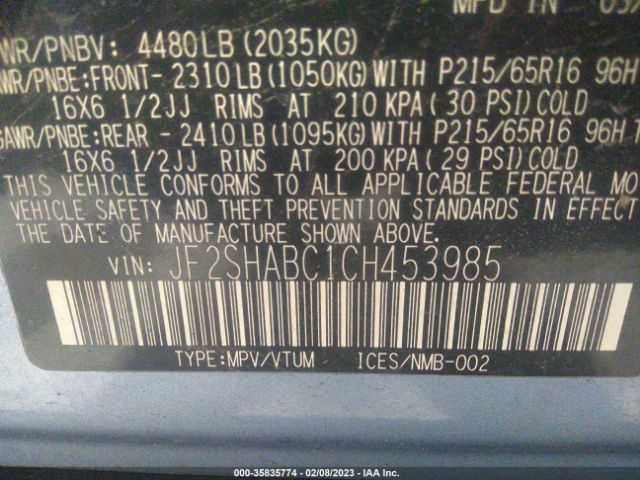 MFD IN
WR/PNBV: 4480LB (2035KG)
WR/PNBE:FRONT- 2310LB (1050KG) WITH P215/65R16 96H
16X6 1/2JJ RIMS AT 210 KPA (30 PSI) COLD
GAWR/PNBE:REAR - 2410LB (1095KG) WITH P215/65R16 96H T
16X6 1/2JJ RIMS AT 200 KPA (29 PSI) COLD
THIS VEHICLE CONFORMS TO ALL APPLICABLE FEDERAL MO
VEHICLE SAFETY AND THEFT PREVENTION STANDARDS IN EFFECT
THE DATE OF MANUFACTURE SHOWN ABOVE.
VIN: JF2SHABC1CH453985
TYPE:MPV/VTUM ICES/NMB-002
00-35835774 - 02/08/2023 - IAA Inc.